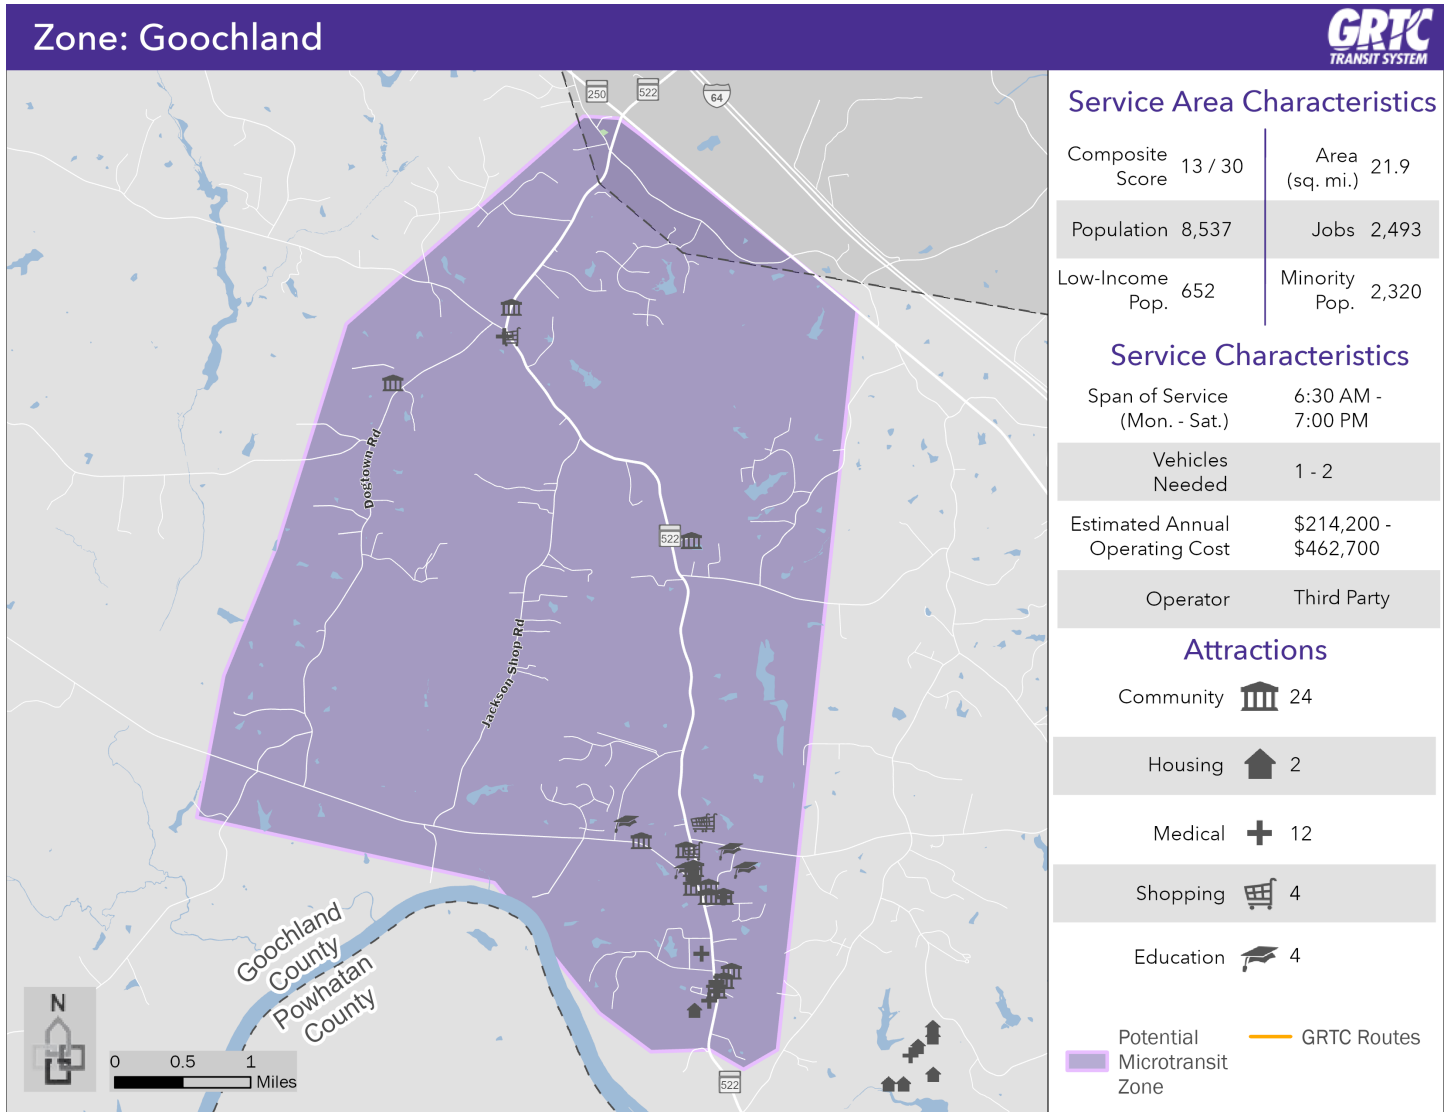 Zone: Goochland
GRTC
TRANSIT SYSTEM
250
522
64
Dogtown Rd
522
Jackson Shop Rd
Goochland
County
Powhatan
County
N
0 0.5 1
Miles
522
Service Area Characteristics
Composite
Score
13 / 30
Area
(sq. mi.)
21.9
Population 8,537
Jobs 2,493
Low-Income
Pop.
652
Minority
Pop.
2,320
Service Characteristics
Span of Service
(Mon. - Sat.)
6:30 AM -
7:00 PM
Vehicles
Needed
1 - 2
Estimated Annual
Operating Cost
$214,200 -
$462,700
Operator Third Party
Attractions
Community 24
Housing 2
Medical 12
Shopping 4
Education 4
Potential
Microtransit
Zone
GRTC Routes